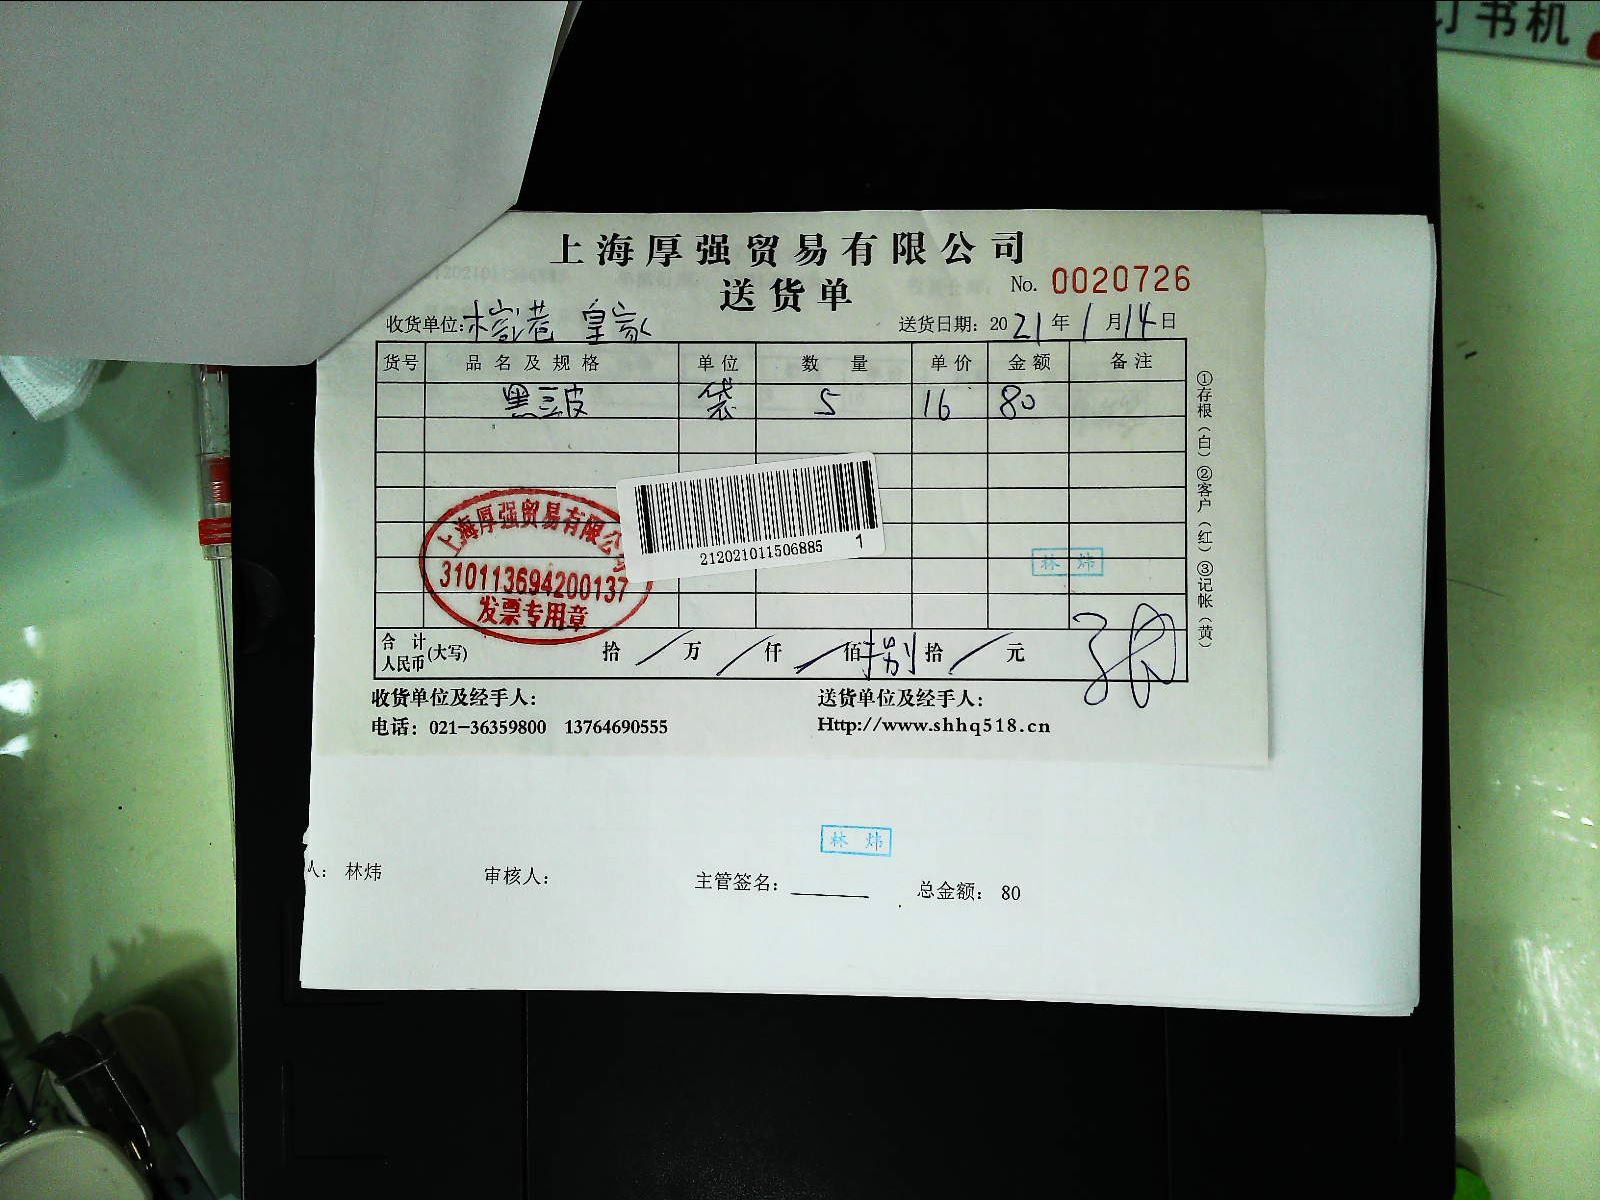 订书机
上海厚强贸易有限公司
送货单
No. 0020726
收货单位: 皇家
送货日期: 2021年1月14日
货号 品名及规格 单位 数量 单价 金额 备注
黑豆皮 袋 5 16 80
①存根(白)②客户(红)③记帐(黄)
212021011506885 1
上海厚强贸易有限公司
310113694200137
发票专用章
林炜
合计人民币(大写) 拾 / 万 / 仟 / 佰 捌 拾 / 元
收货单位及经手人:
送货单位及经手人:
电话: 021-36359800 13764690555
Http://www.shhq518.cn
林炜
人: 林炜 审核人: 主管签名: 总金额: 80